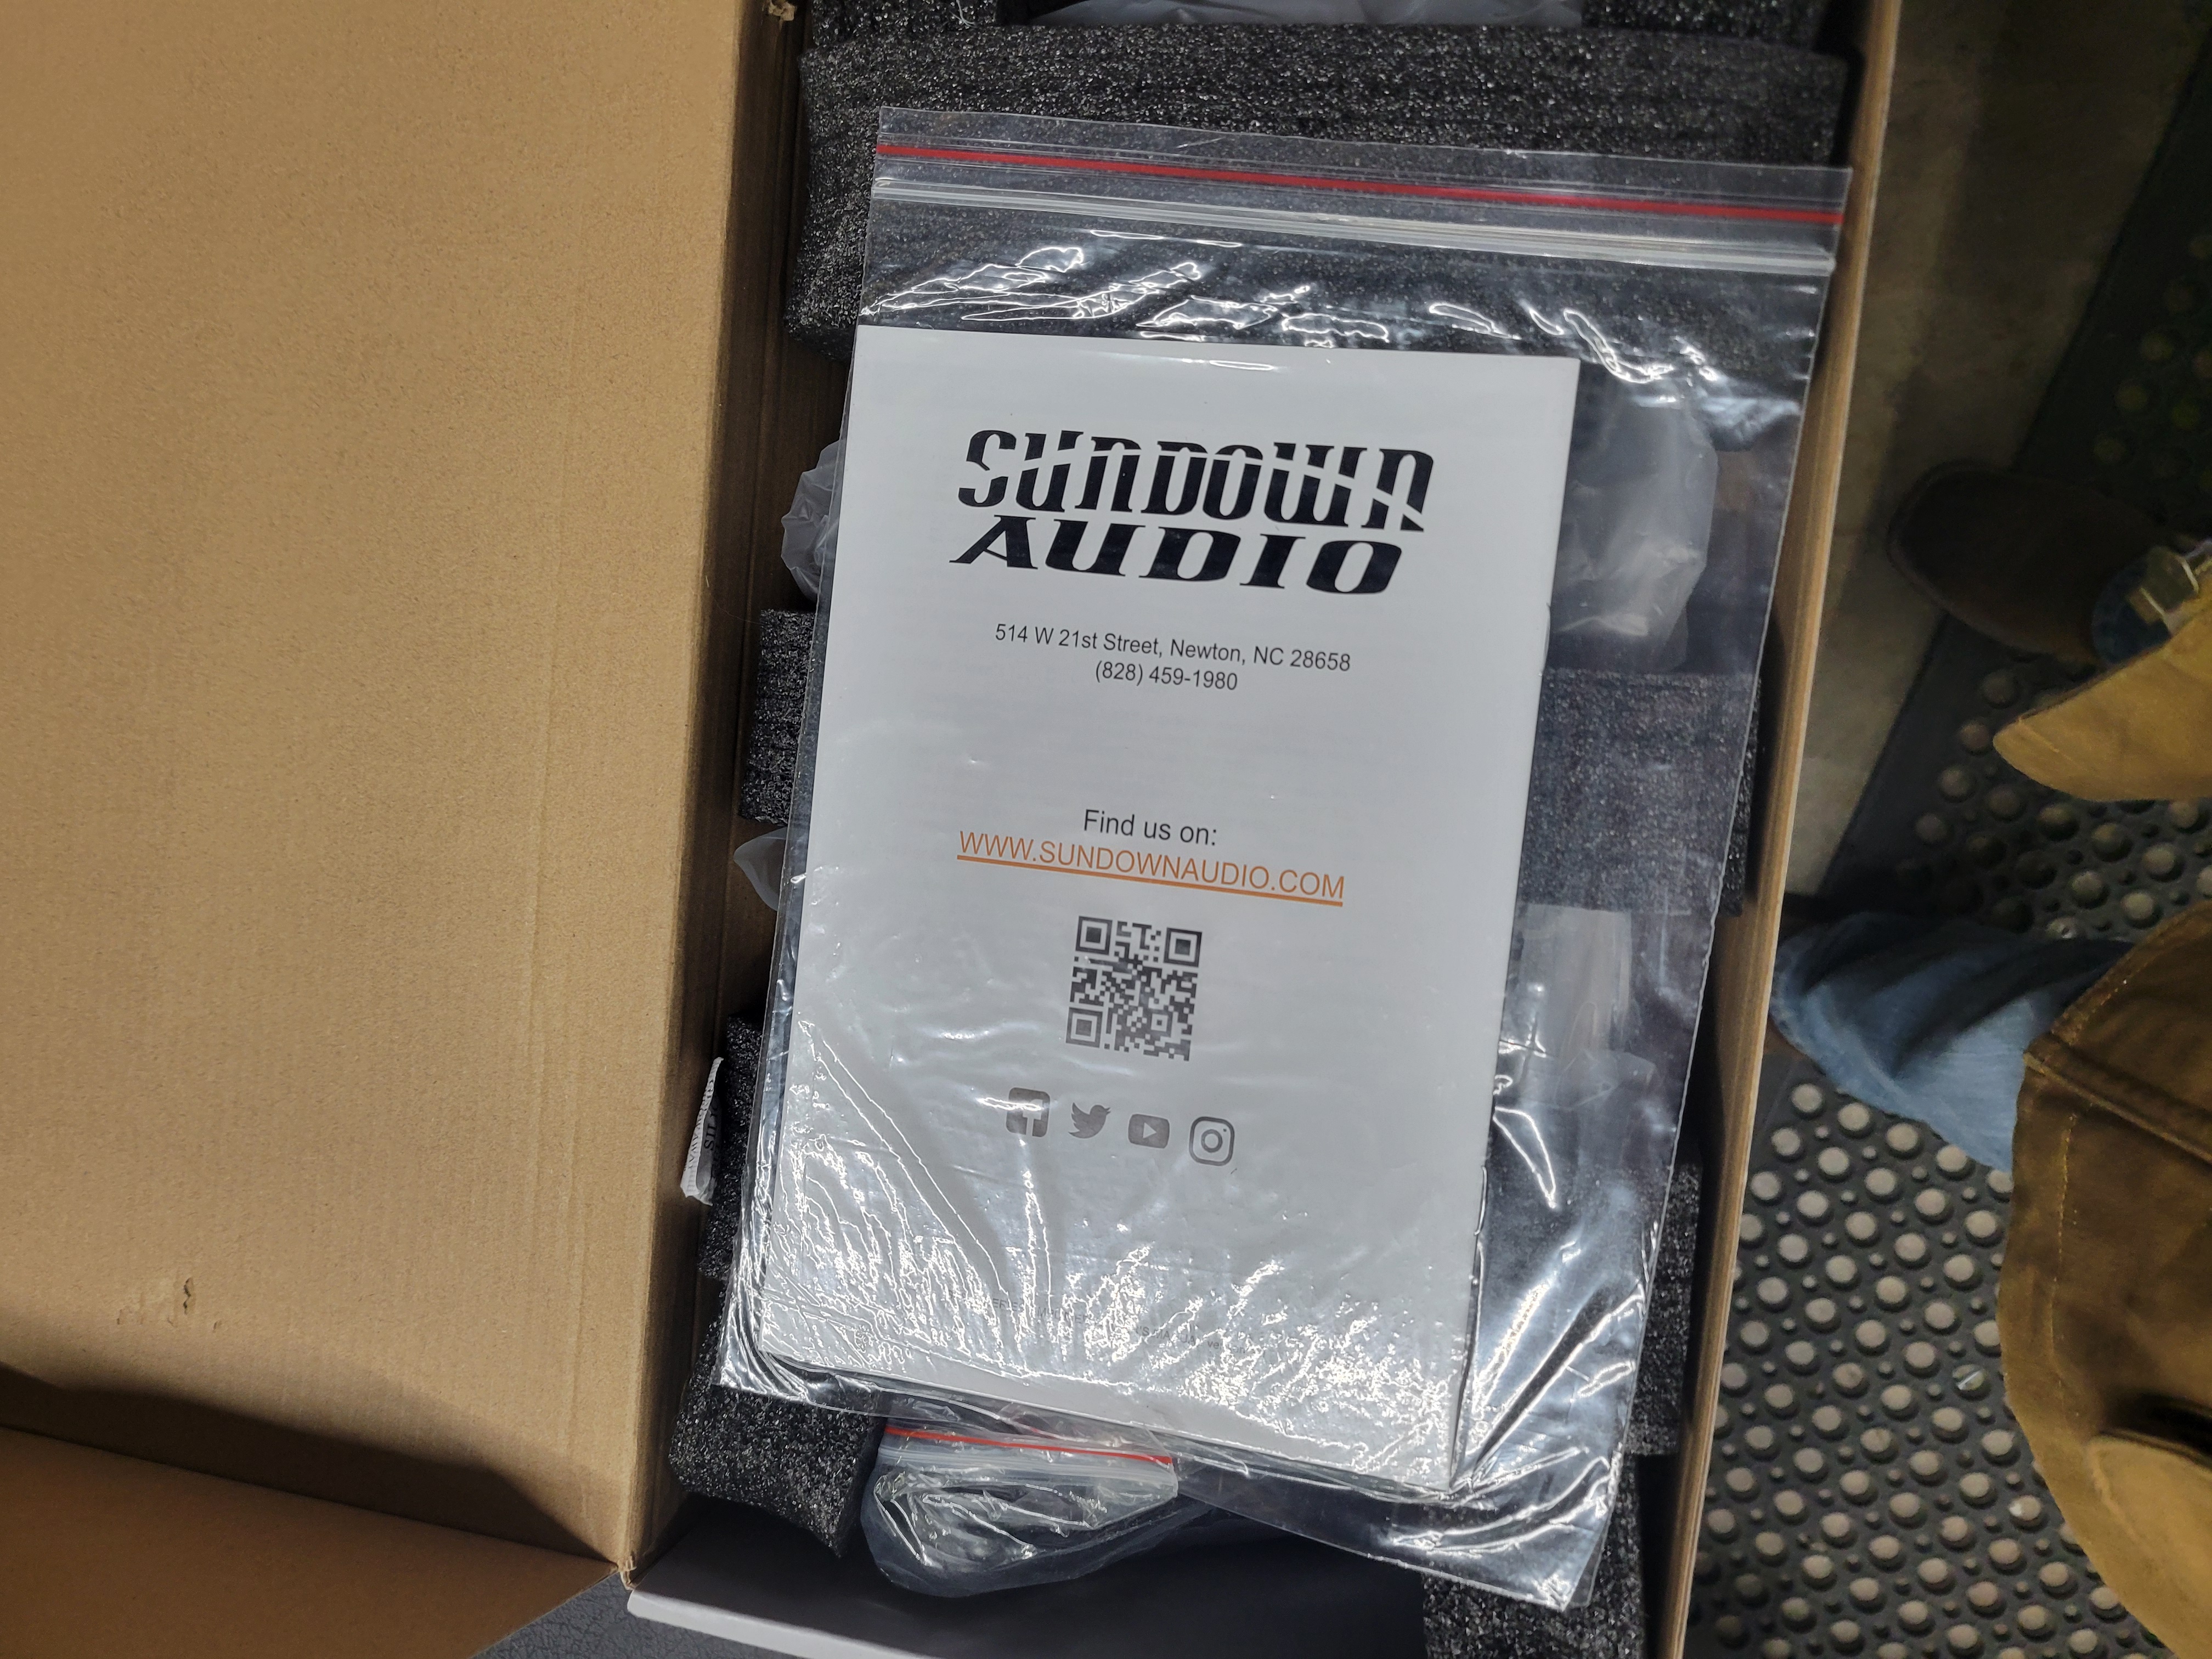 SUNDOWN
AUDIO
514 W 21st Street, Newton, NC 28658
(828) 459-1980
Find us on:
WWW.SUNDOWNAUDIO.COM